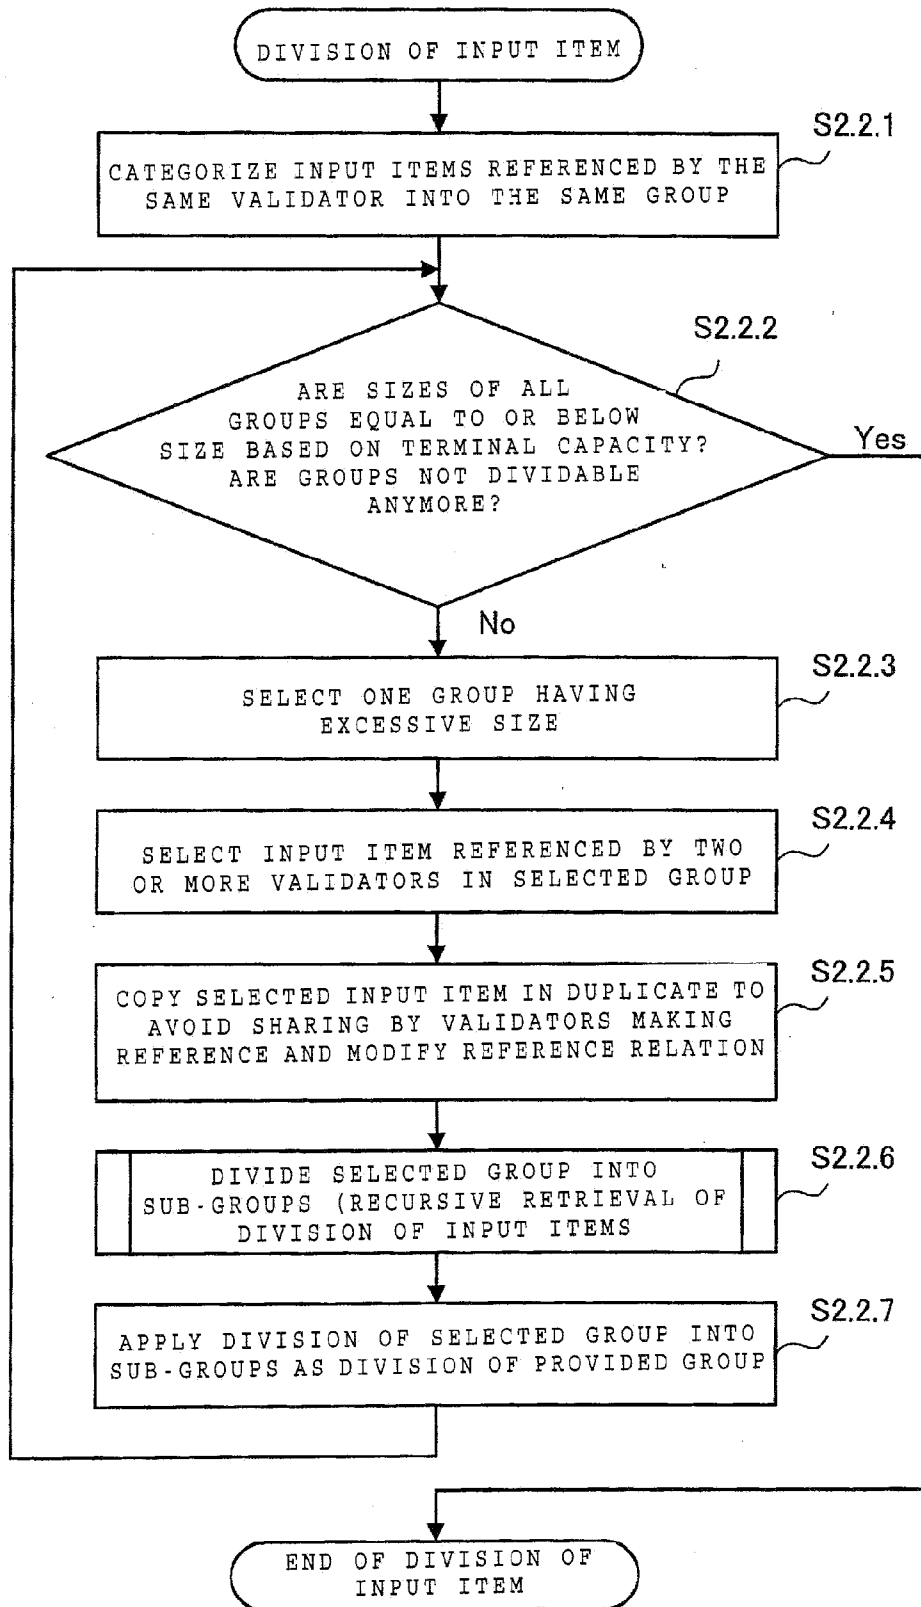 DIVISION OF INPUT ITEM
S2.2.1
CATEGORIZE INPUT ITEMS REFERENCED BY THE
SAME VALIDATOR INTO THE SAME GROUP
S2.2.2
ARE SIZES OF ALL
GROUPS EQUAL TO OR BELOW
SIZE BASED ON TERMINAL CAPACITY?
ARE GROUPS NOT DIVIDABLE
ANYMORE?
Yes
No
S2.2.3
SELECT ONE GROUP HAVING
EXCESSIVE SIZE
S2.2.4
SELECT INPUT ITEM REFERENCED BY TWO
OR MORE VALIDATORS IN SELECTED GROUP
S2.2.5
COPY SELECTED INPUT ITEM IN DUPLICATE TO
AVOID SHARING BY VALIDATORS MAKING
REFERENCE AND MODIFY REFERENCE RELATION
S2.2.6
DIVIDE SELECTED GROUP INTO
SUB-GROUPS (RECURSIVE RETRIEVAL OF
DIVISION OF INPUT ITEMS
S2.2.7
APPLY DIVISION OF SELECTED GROUP INTO
SUB-GROUPS AS DIVISION OF PROVIDED GROUP
END OF DIVISION OF
INPUT ITEM